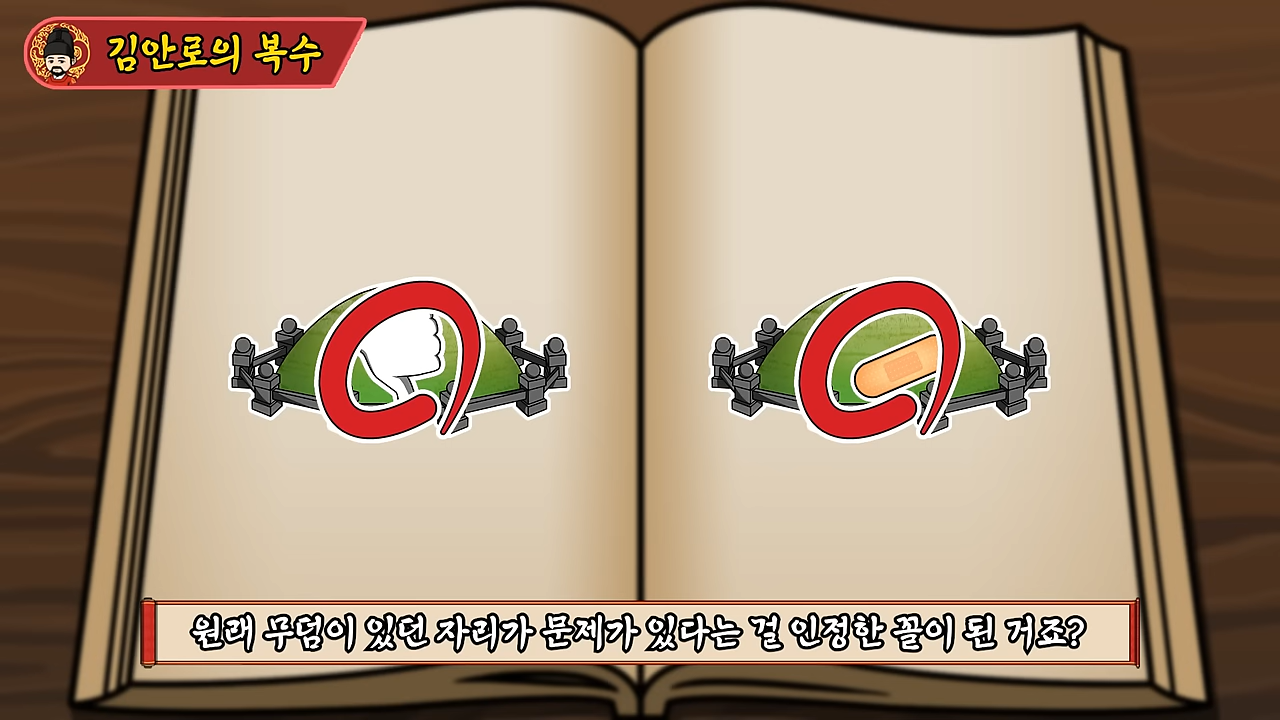 김안로의 복수
원래 무덤이 있던 자리가 문제가 있다는 걸 인정한 꼴이 된 거죠?